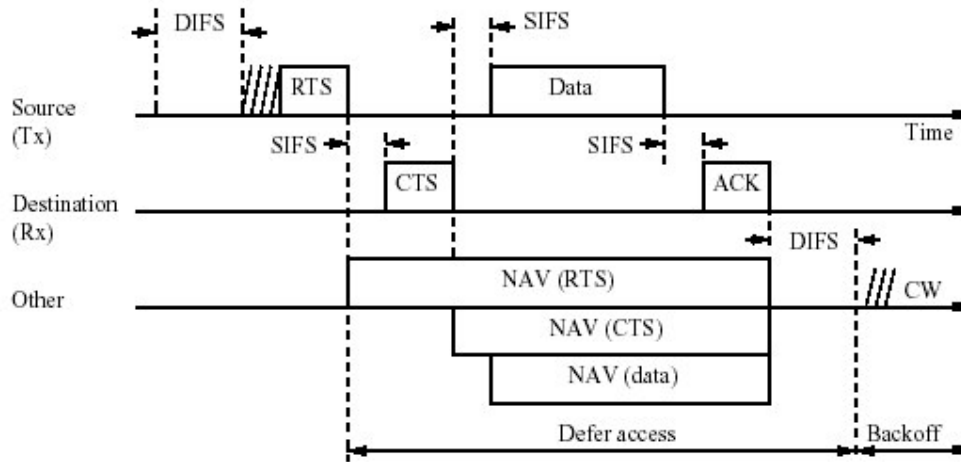 DIFS
SIFS
RTS
Data
Source
(Tx)
Time
SIFS
SIFS
CTS
ACK
Destination
(Rx)
DIFS
NAV (RTS)
Other
CW
NAV (CTS)
NAV (data)
Defer access
Backoff